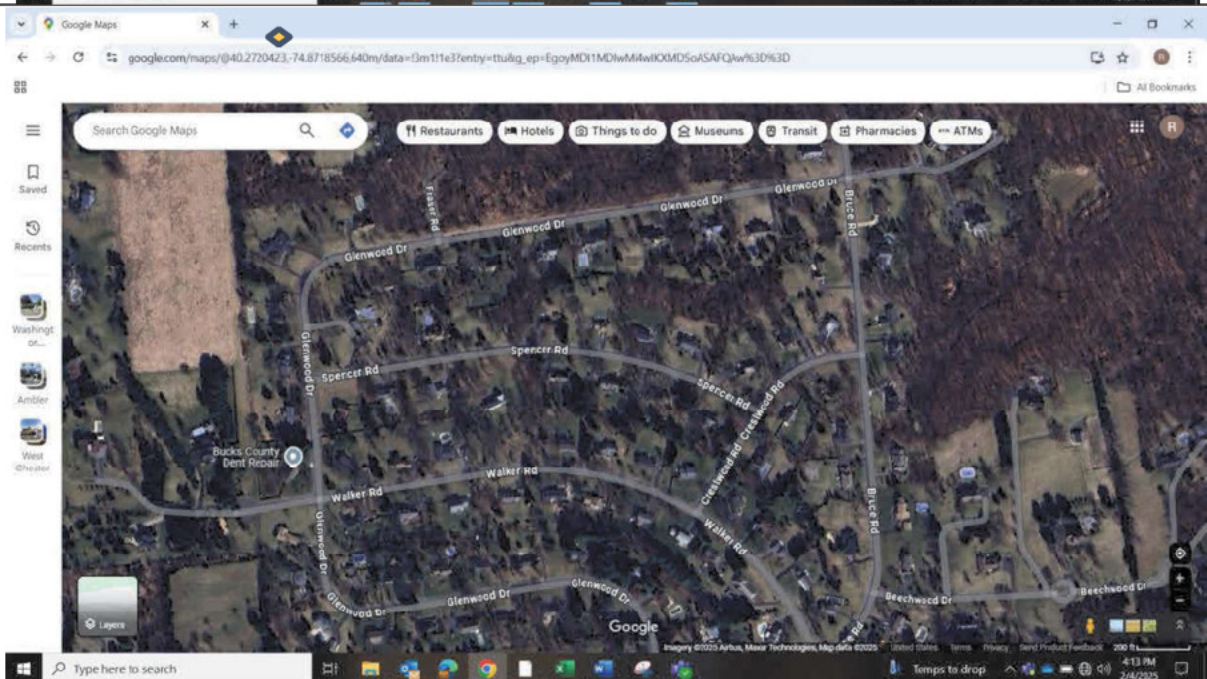 Google Maps
google.com/maps/@40.2720423,-74.8718566,640m/data=!3m1!1e3?entry=ttu&g_ep=EgoyMDI1MDIwMi4wIKXMDSoASAFQAw%3D%3D
All Bookmarks
Search Google Maps
Restaurants
Hotels
Things to do
Museums
Transit
Pharmacies
ATMs
R
Saved
Recents
Washingt
on...
Ambler
West
Chester
Fraser Rd
Glenwood Dr
Glenwood Dr
Glenwood Dr
Glenwood Dr
Bruce Rd
Glenwood Dr
Spencer Rd
Spencer Rd
Spencer Rd
Crestwood Rd
Crestwood Rd
Bucks County
Dent Repair
Walker Rd
Walker Rd
Walker Rd
Bruce Rd
Glenwood Dr
Glenwood Dr
Glenwood Dr
Glenwood Dr
Beechwood Dr
Beechwood Dr
Rd
Layers
Google
Imagery ©2025 Airbus, Maxar Technologies, Map data ©2025
United States
Terms
Privacy
Send Product Feedback
200 ft
Type here to search
Temps to drop
4:13 PM
2/4/2025